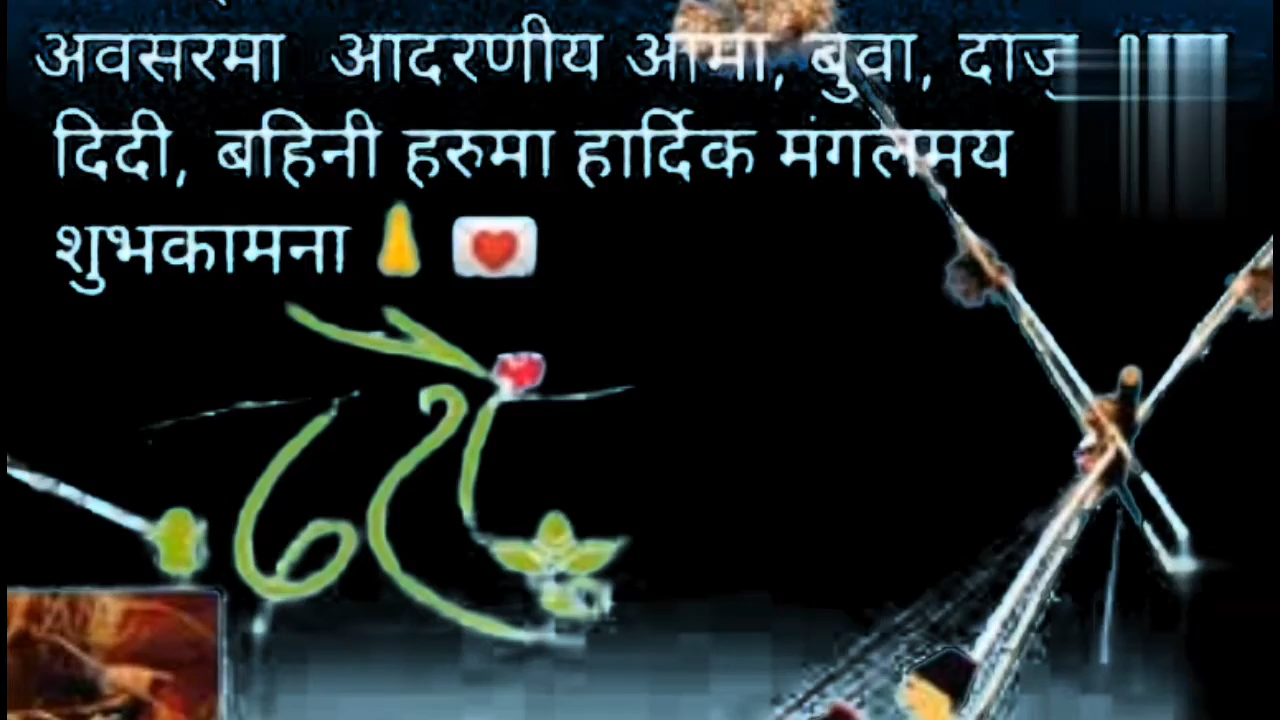 अवसरमा आदरणीय आमा, बुवा, दाजु
दिदी, बहिनी हरुमा हार्दिक मंगलमय
शुभकामना